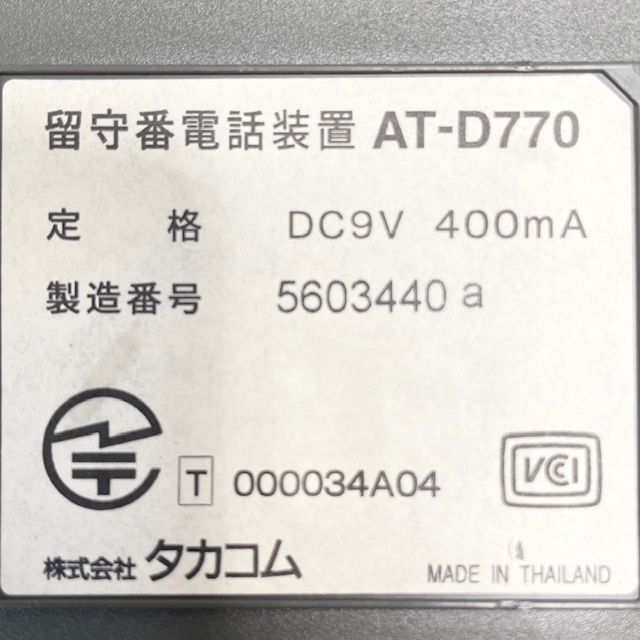 留守番電話装置 AT-D770
定格 DC9V 400mA
製造番号 5603440 a
T 000034A04
VCI
株式会社 タカコム
MADE IN THAILAND